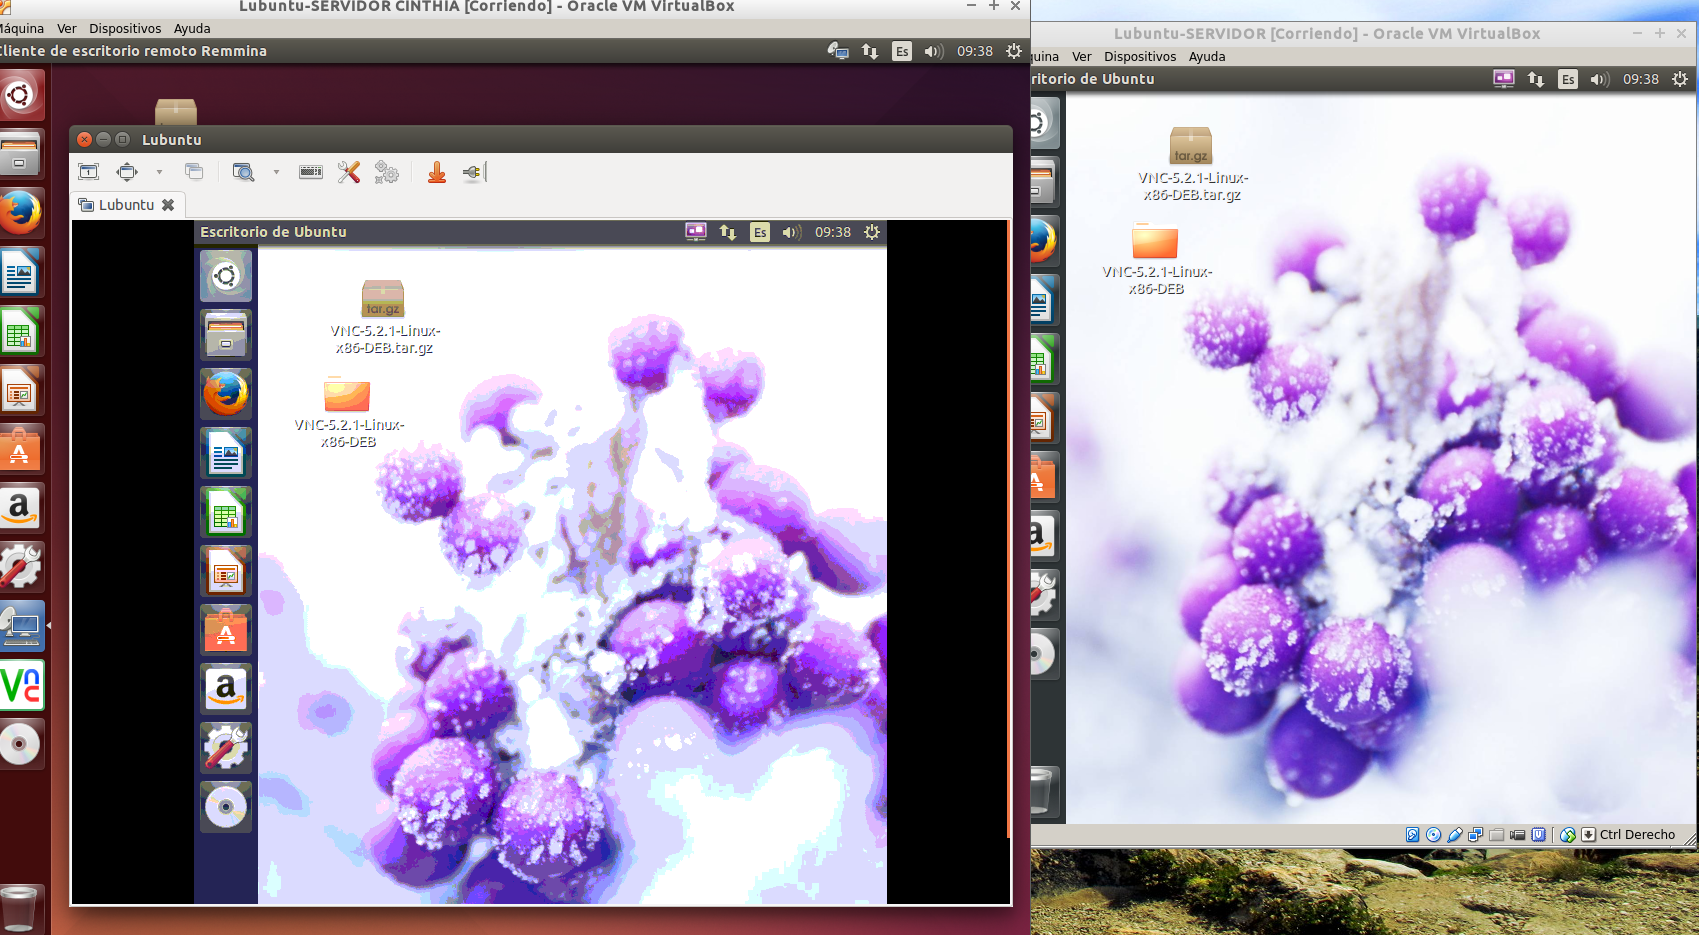 Lubuntu-SERVIDOR CINTHIA [Corriendo] - Oracle VM VirtualBox
Máquina Ver Dispositivos Ayuda
Cliente de escritorio remoto Remmina
Es
09:38
Lubuntu
1
Lubuntu
Escritorio de Ubuntu
Es
09:38
tar.gz
VNC-5.2.1-Linux-
x86-DEB.tar.gz
VNC-5.2.1-Linux-
x86-DEB
Lubuntu-SERVIDOR [Corriendo] - Oracle VM VirtualBox
uina Ver Dispositivos Ayuda
ritorio de Ubuntu
Es
09:38
tar.gz
VNC-5.2.1-Linux-
x86-DEB.tar.gz
VNC-5.2.1-Linux-
x86-DEB
Ctrl Derecho